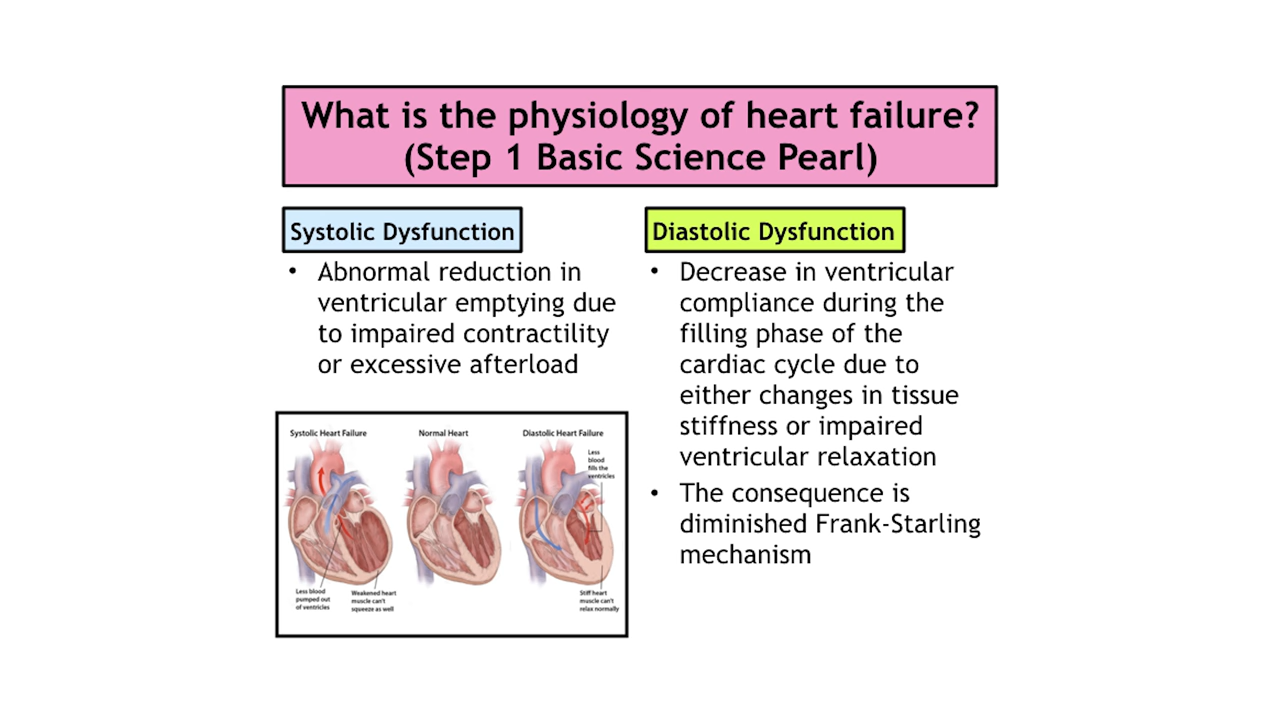 What is the physiology of heart failure?
(Step 1 Basic Science Pearl)
Systolic Dysfunction
• Abnormal reduction in
ventricular emptying due
to impaired contractility
or excessive afterload
Systolic Heart Failure
Normal Heart
Diastolic Heart Failure
Less
blood
fills the
ventricles
Less blood
pumped out
of ventricles
Weakened heart
muscle can't
squeeze as well
Stiff heart
muscle can't
relax normally
Diastolic Dysfunction
• Decrease in ventricular
compliance during the
filling phase of the
cardiac cycle due to
either changes in tissue
stiffness or impaired
ventricular relaxation
• The consequence is
diminished Frank-Starling
mechanism